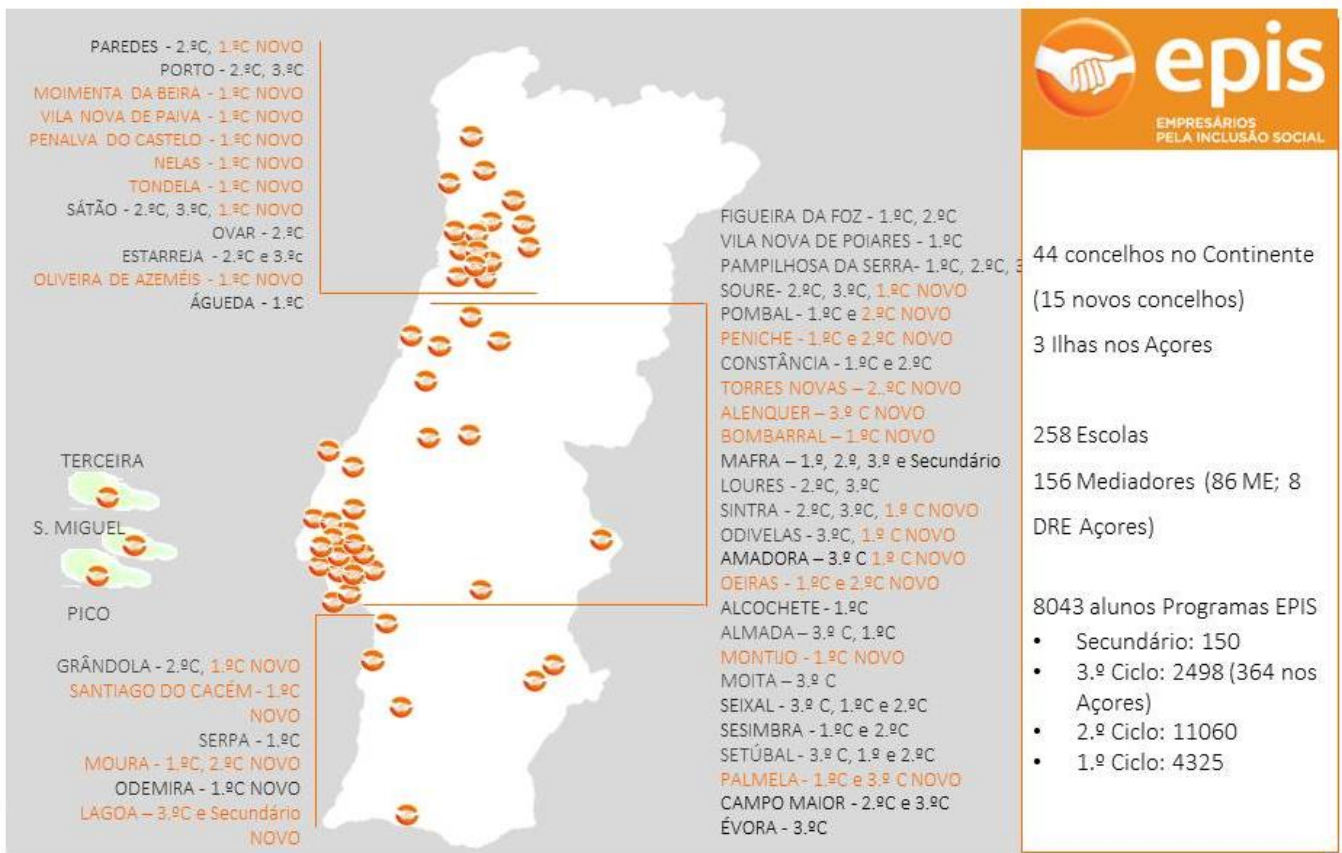 PAREDES - 2.ºC, 1.ºC NOVO
PORTO - 2.ºC, 3.ºC
MOIMENTA DA BEIRA - 1.ºC NOVO
VILA NOVA DE PAIVA - 1.ºC NOVO
PENALVA DO CASTELO - 1.ºC NOVO
NELAS - 1.ºC NOVO
TONDELA - 1.ºC NOVO
SÁTÃO - 2.ºC, 3.ºC, 1.ºC NOVO
OVAR - 2.ºC
ESTARREJA - 2.ºC e 3.ºc
OLIVEIRA DE AZEMÉIS - 1.ºC NOVO
ÁGUEDA - 1.ºC
TERCEIRA
S. MIGUEL
PICO
GRÂNDOLA - 2.ºC, 1.ºC NOVO
SANTIAGO DO CACÉM - 1.ºC
NOVO
SERPA - 1.ºC
MOURA - 1.ºC, 2.ºC NOVO
ODEMIRA - 1.ºC NOVO
LAGOA – 3.ºC e Secundário
NOVO
FIGUEIRA DA FOZ - 1.ºC, 2.ºC
VILA NOVA DE POIARES - 1.ºC
PAMPILHOSA DA SERRA- 1.ºC, 2.ºC, 3
SOURE- 2.ºC, 3.ºC, 1.ºC NOVO
POMBAL - 1.ºC e 2.ºC NOVO
PENICHE - 1.ºC e 2.ºC NOVO
CONSTÂNCIA - 1.ºC e 2.ºC
TORRES NOVAS – 2..ºC NOVO
ALENQUER – 3.º C NOVO
BOMBARRAL – 1.ºC NOVO
MAFRA – 1.º, 2.º, 3.º e Secundário
LOURES - 2.ºC, 3.ºC
SINTRA - 2.ºC, 3.ºC, 1.º C NOVO
ODIVELAS - 3.ºC, 1.º C NOVO
AMADORA – 3.º C 1.º C NOVO
OEIRAS - 1.ºC e 2.ºC NOVO
ALCOCHETE - 1.ºC
ALMADA – 3.º C, 1.ºC
MONTIJO - 1.ºC NOVO
MOITA – 3.º C
SEIXAL - 3.º C, 1.ºC e 2.ºC
SESIMBRA - 1.ºC e 2.ºC
SETÚBAL - 3.º C, 1.º e 2.ºC
PALMELA - 1.ºC e 3.º C NOVO
CAMPO MAIOR - 2.ºC e 3.ºC
ÉVORA - 3.ºC
epis
EMPRESÁRIOS
PELA INCLUSÃO SOCIAL
44 concelhos no Continente
(15 novos concelhos)
3 Ilhas nos Açores
258 Escolas
156 Mediadores (86 ME; 8
DRE Açores)
8043 alunos Programas EPIS
• Secundário: 150
• 3.º Ciclo: 2498 (364 nos
Açores)
• 2.º Ciclo: 11060
• 1.º Ciclo: 4325